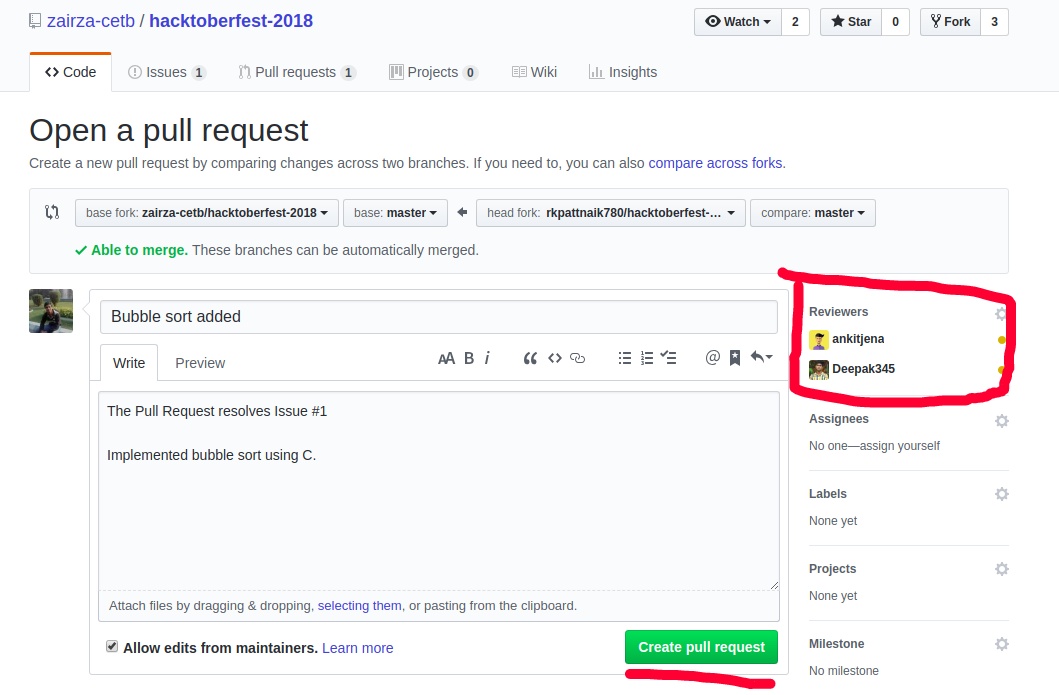 zairza-cetb / hacktoberfest-2018
Watch 2 Star 0 Fork 3
Code Issues 1 Pull requests 1 Projects 0 Wiki Insights
Open a pull request
Create a new pull request by comparing changes across two branches. If you need to, you can also compare across forks.
base fork: zairza-cetb/hacktoberfest-2018 base: master head fork: rkpattnaik780/hacktoberfest-... compare: master
Able to merge. These branches can be automatically merged.
Bubble sort added
Write Preview
AA B i @
The Pull Request resolves Issue #1
Implemented bubble sort using C.
Attach files by dragging & dropping, selecting them, or pasting from the clipboard.
Allow edits from maintainers. Learn more
Create pull request
Reviewers
ankitjena
Deepak345
Assignees
No one—assign yourself
Labels
None yet
Projects
None yet
Milestone
No milestone